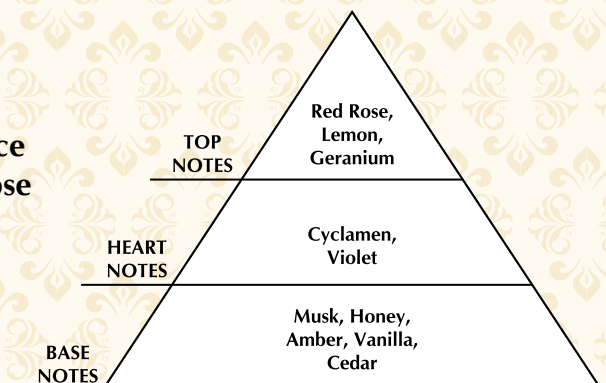 Red Rose,
Lemon,
Geranium
TOP
NOTES
Cyclamen,
Violet
HEART
NOTES
Musk, Honey,
Amber, Vanilla,
Cedar
BASE
NOTES